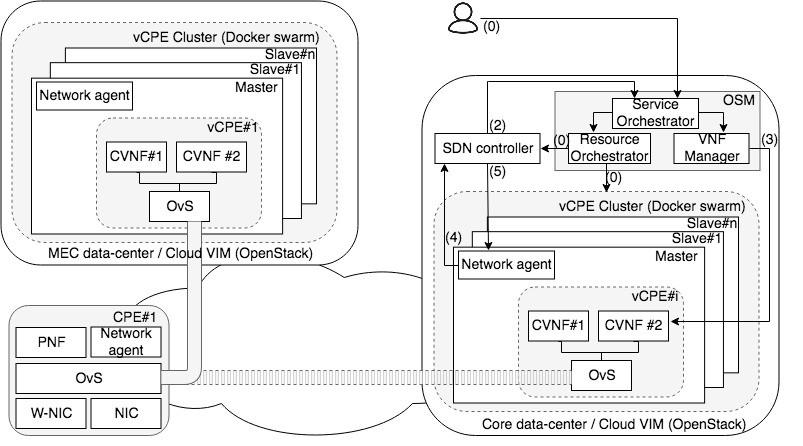 (0)
vCPE Cluster (Docker swarm)
Slave#n
Slave#1
Master
Network agent
vCPE#1
CVNF#1
CVNF #2
OvS
MEC data-center / Cloud VIM (OpenStack)
CPE#1
PNF
Network
agent
OvS
W-NIC
NIC
OSM
Service
Orchestrator
(2)
SDN controller
(0)
Resource
Orchestrator
VNF
Manager
(3)
(5)
(0)
vCPE Cluster (Docker swarm)
Slave#n
Slave#1
(4)
Master
Network agent
vCPE#i
CVNF#1
CVNF #2
OvS
Core data-center / Cloud VIM (OpenStack)